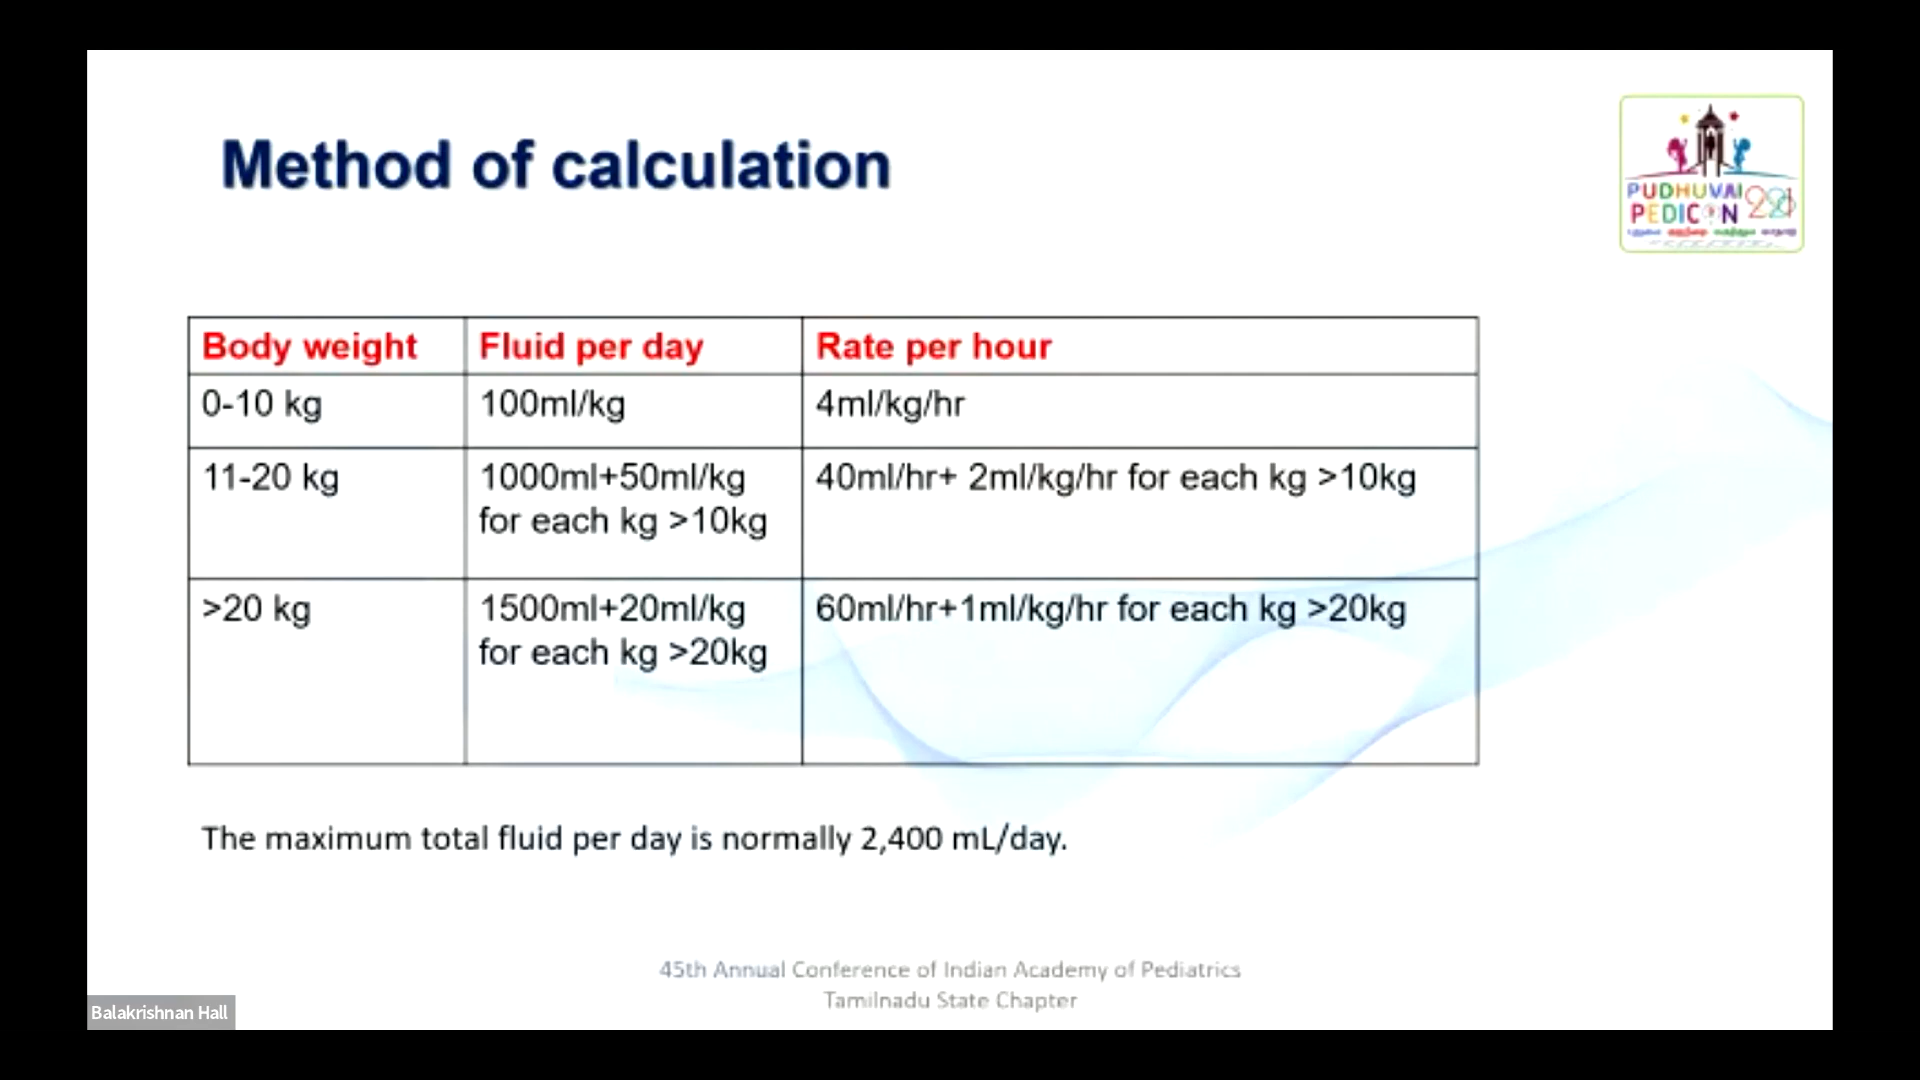 Method of calculation
PUDHUVAI
PEDICON
Body weight Fluid per day Rate per hour
0-10 kg 100ml/kg 4ml/kg/hr
11-20 kg 1000ml+50ml/kg 40ml/hr+ 2ml/kg/hr for each kg >10kg
for each kg >10kg
>20 kg 1500ml+20ml/kg 60ml/hr+1ml/kg/hr for each kg >20kg
for each kg >20kg
The maximum total fluid per day is normally 2,400 mL/day.
45th Annual Conference of Indian Academy of Pediatrics
Tamilnadu State Chapter
Balakrishnan Hall